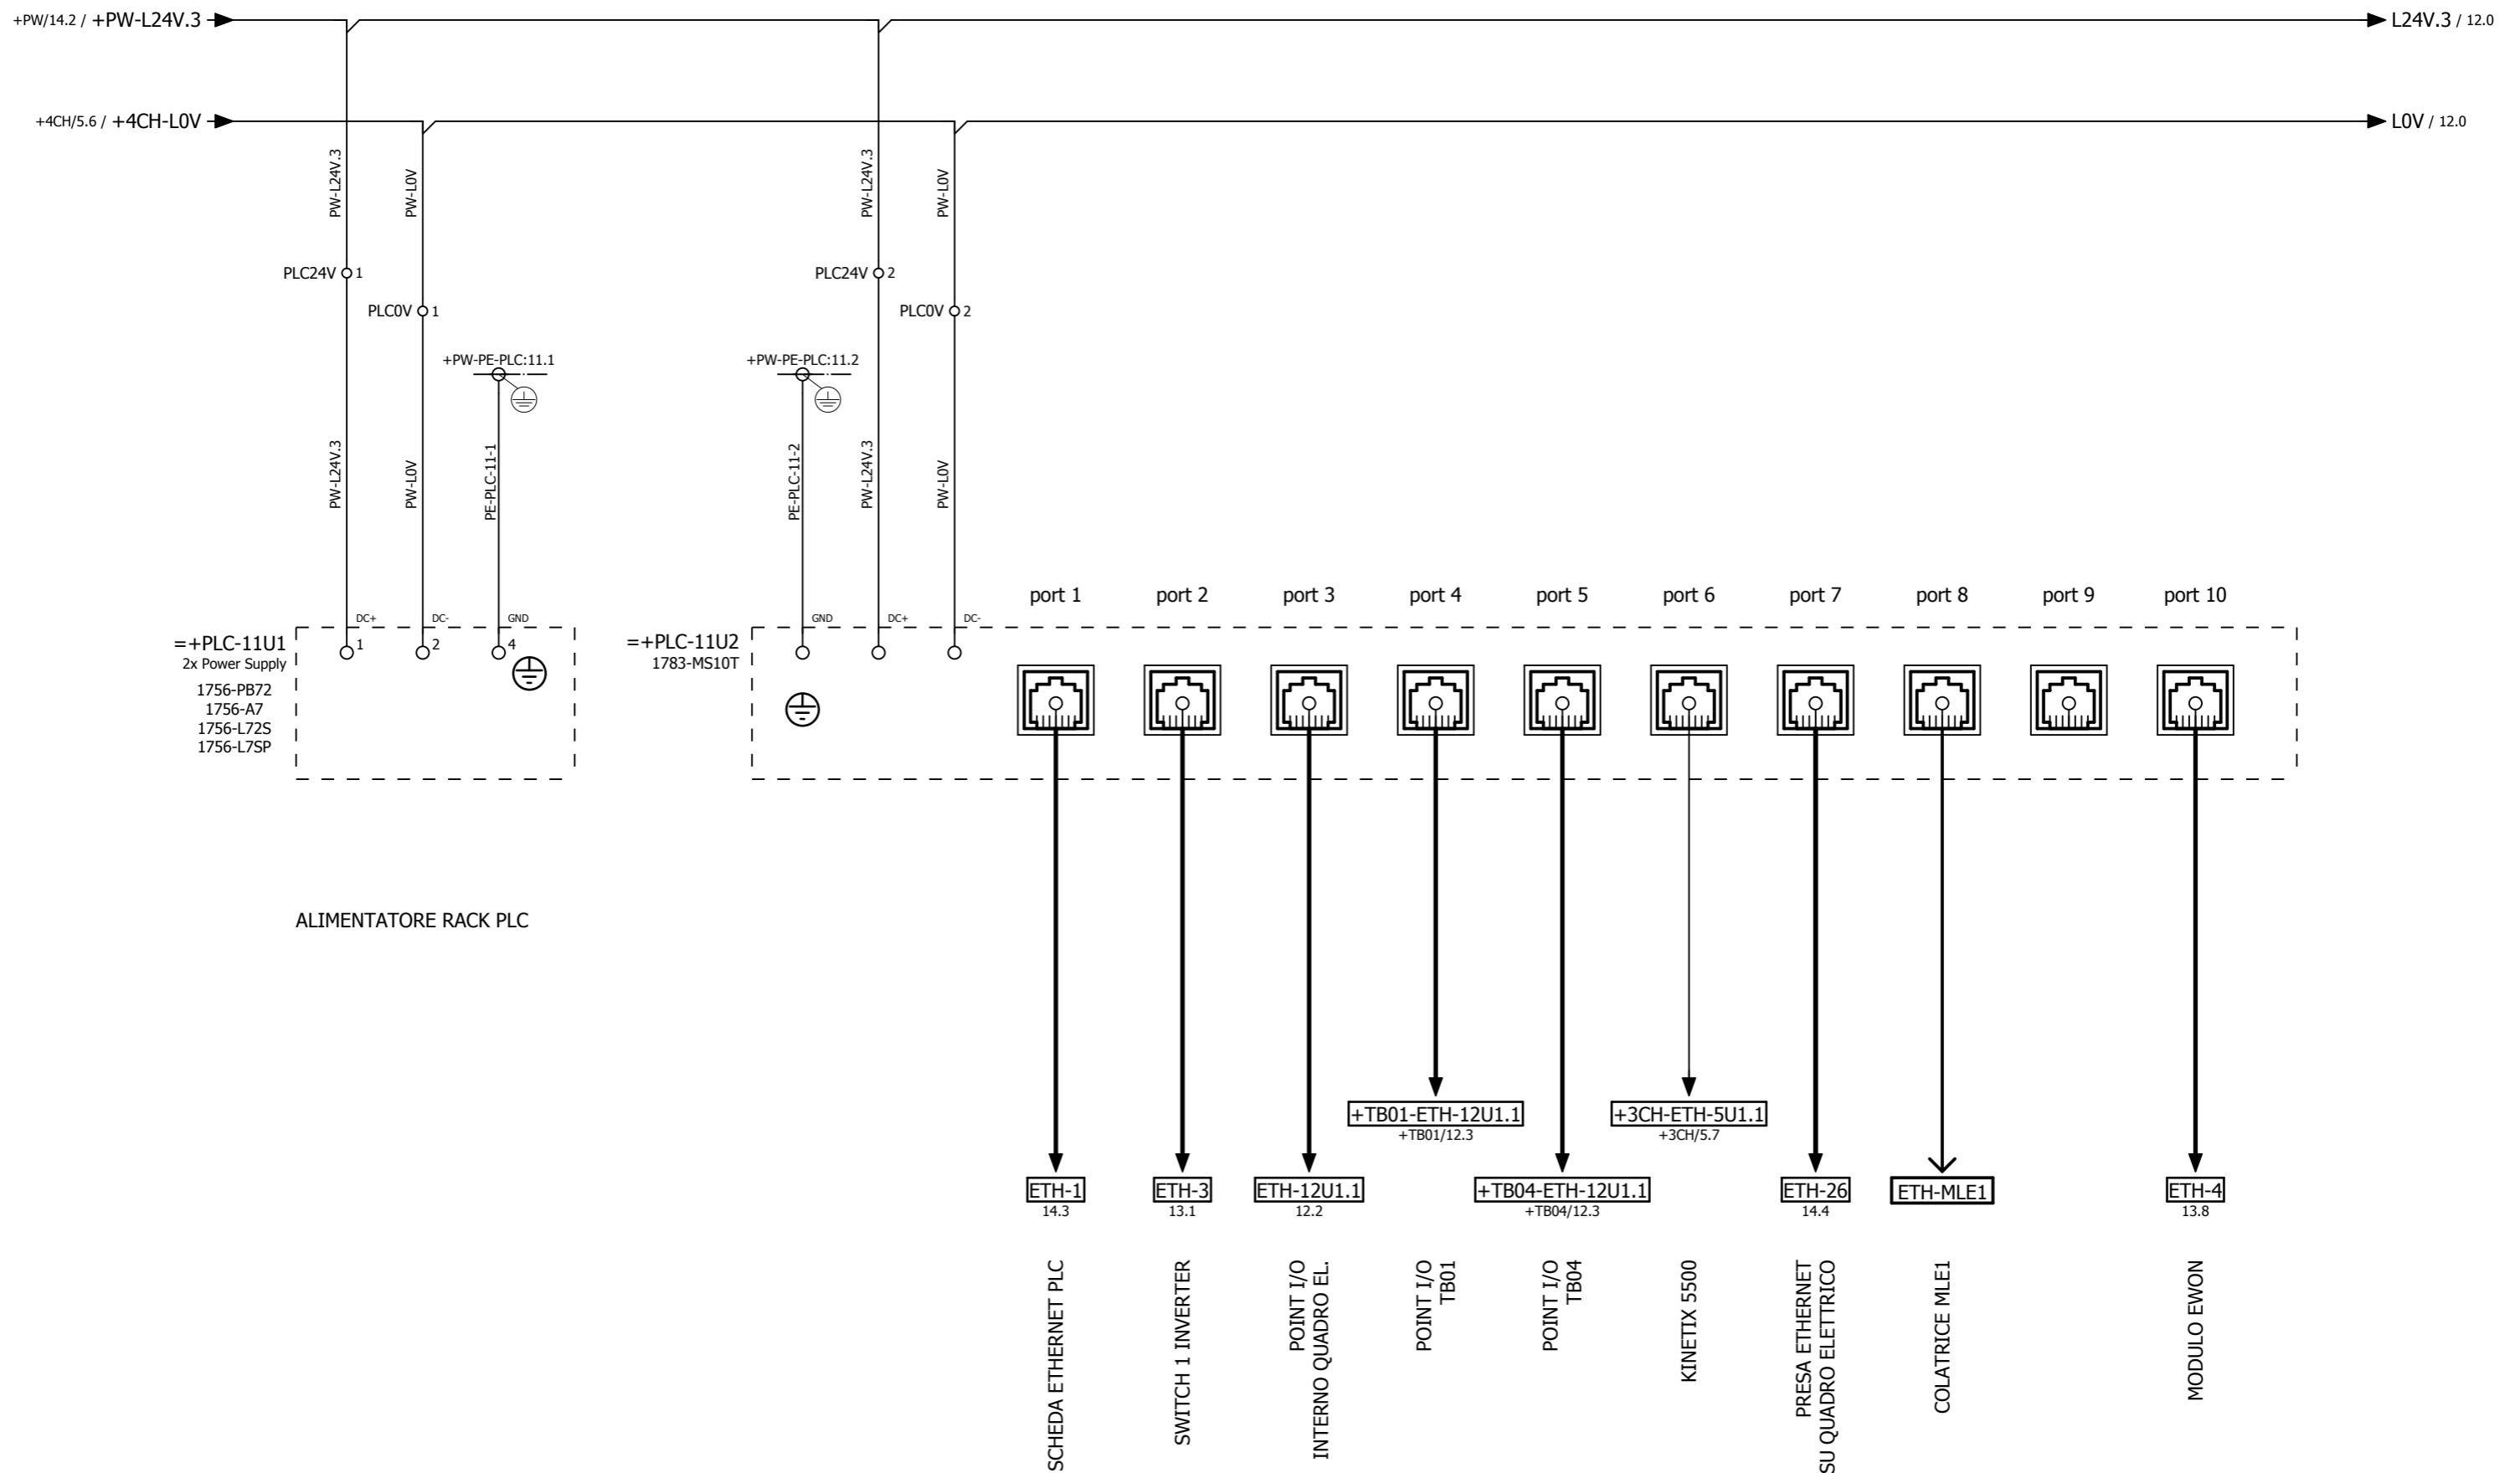 +PW/14.2 / +PW-L24V.3
L24V.3 / 12.0
+4CH/5.6 / +4CH-L0V
L0V / 12.0
PW-L24V.3
PW-L0V
PW-L24V.3
PW-L0V
PLC24V 1
PLC24V 2
PLC0V 1
PLC0V 2
+PW-PE-PLC:11.1
+PW-PE-PLC:11.2
PW-L24V.3
PW-L0V
PE-PLC-11-1
PE-PLC-11-2
PW-L24V.3
PW-L0V
port 1
port 2
port 3
port 4
port 5
port 6
port 7
port 8
port 9
port 10
DC+
DC-
GND
GND
DC+
DC-
=+PLC-11U1
1
2
4
2x Power Supply
1756-PB72
1756-A7
1756-L72S
1756-L7SP
=+PLC-11U2
1783-MS10T
ALIMENTATORE RACK PLC
+TB01-ETH-12U1.1
+TB01/12.3
+3CH-ETH-5U1.1
+3CH/5.7
ETH-1
14.3
ETH-3
13.1
ETH-12U1.1
12.2
+TB04-ETH-12U1.1
+TB04/12.3
ETH-26
14.4
ETH-MLE1
ETH-4
13.8
SCHEDA ETHERNET PLC
SWITCH 1 INVERTER
POINT I/O
INTERNO QUADRO EL.
POINT I/O
TB01
POINT I/O
TB04
KINETIX 5500
PRESA ETHERNET
SU QUADRO ELETTRICO
COLATRICE MLE1
MODULO EWON